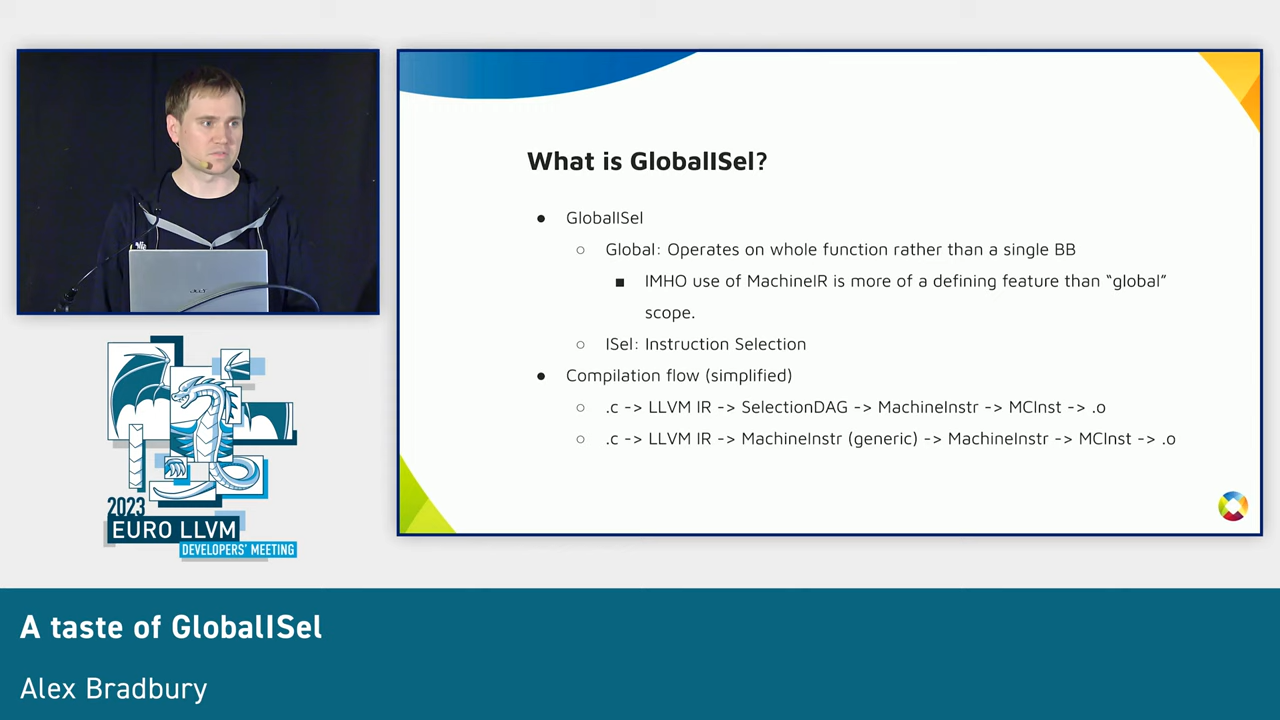 What is GlobalISel?
● GlobalISel
○ Global: Operates on whole function rather than a single BB
■ IMHO use of MachineIR is more of a defining feature than “global”
scope.
○ ISel: Instruction Selection
● Compilation flow (simplified)
○ .c -> LLVM IR -> SelectionDAG -> MachineInstr -> MCInst -> .o
○ .c -> LLVM IR -> MachineInstr (generic) -> MachineInstr -> MCInst -> .o
2023
EURO LLVM
DEVELOPERS' MEETING
A taste of GlobalISel
Alex Bradbury